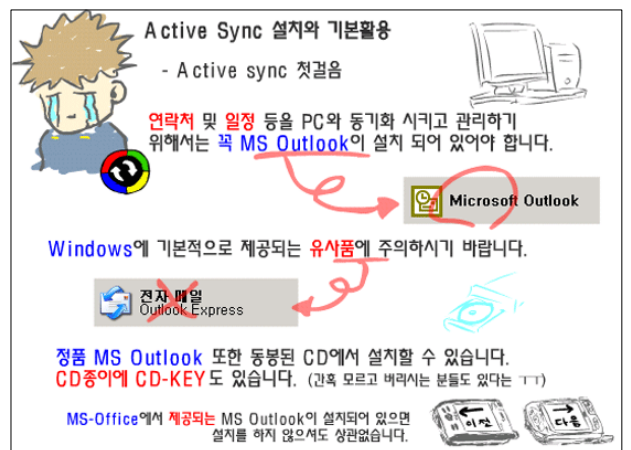 Active Sync 설치와 기본활용
- Active sync 첫걸음
연락처 및 일정 등을 PC와 동기화 시키고 관리하기
위해서는 꼭 MS Outlook이 설치 되어 있어야 합니다.
Microsoft Outlook
Windows에 기본적으로 제공되는 유사품에 주의하시기 바랍니다.
전자 메일
Outlook Express
정품 MS Outlook 또한 동봉된 CD에서 설치할 수 있습니다.
CD종이에 CD-KEY도 있습니다. (간혹 모르고 버리시는 분들도 있다는 ㅜㅜ)
MS-Office에서 제공되는 MS Outlook이 설치되어 있으면
설치를 하지 않으셔도 상관없습니다.
이전
다음